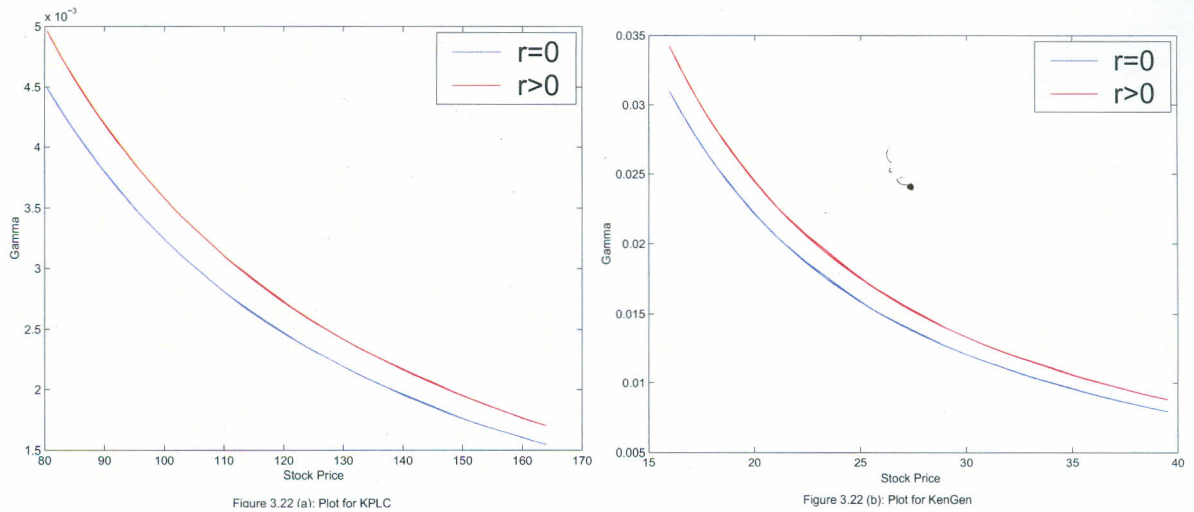 x 10⁻³
5
4.5
4
3.5
3
2.5
2
1.5
Gamma
r=0
r>0
80 90 100 110 120 130 140 150 160 170
Stock Price
Figure 3.22 (a): Plot for KPLC
0.035
0.03
0.025
0.02
0.015
0.01
0.005
Gamma
r=0
r>0
15 20 25 30 35 40
Stock Price
Figure 3.22 (b): Plot for KenGen